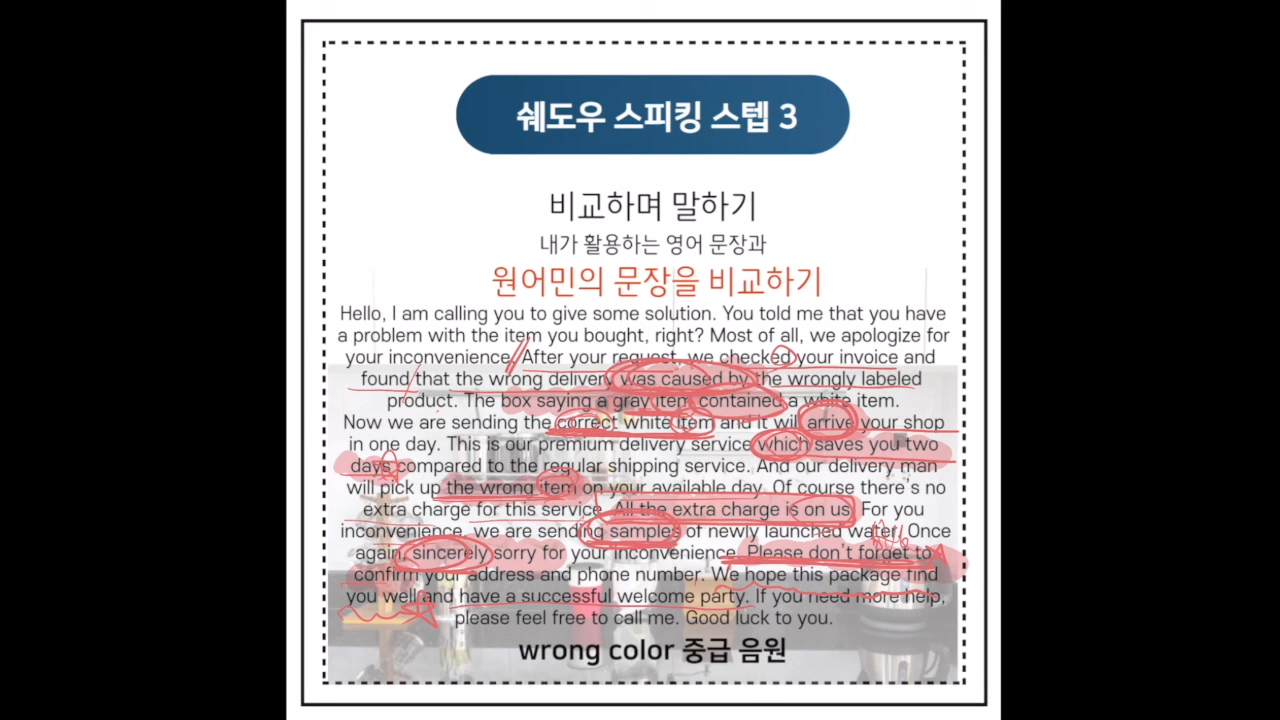 쉐도우 스피킹 스텝 3
비교하며 말하기
내가 활용하는 영어 문장과
원어민의 문장을 비교하기
Hello, I am calling you to give some solution. You told me that you have
a problem with the item you bought, right? Most of all, we apologize for
your inconvenience. After your request, we checked your invoice and
found that the wrong delivery was caused by the wrongly labeled
product. The box saying a gray item contained a white item.
Now we are sending the correct white item and it will arrive your shop
in one day. This is our premium delivery service which saves you two
days compared to the regular shipping service. And our delivery man
will pick up the wrong item on your available day. Of course there's no
extra charge for this service. All the extra charge is on us. For you
inconvenience, we are sending samples of newly launched water. Once
again, sincerely sorry for your inconvenience. Please don't forget to
confirm your address and phone number. We hope this package find
you well and have a successful welcome party. If you need more help,
please feel free to call me. Good luck to you.
wrong color 중급 음원